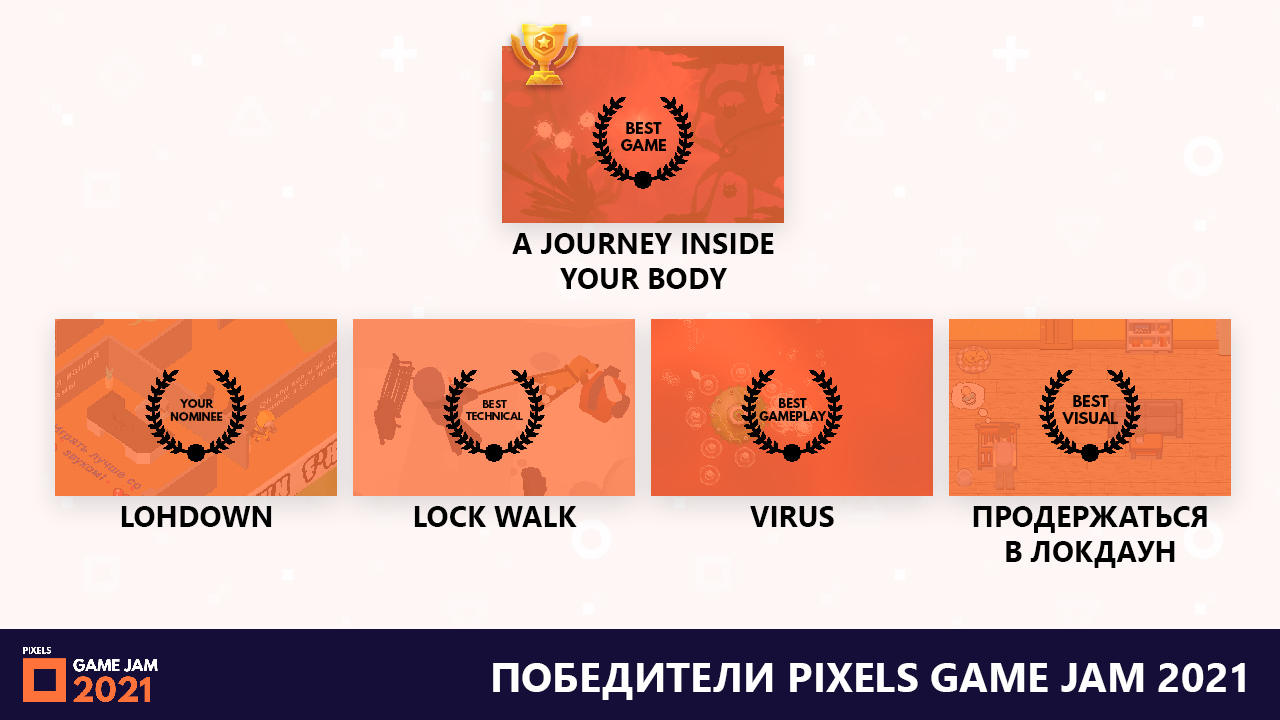 BEST
GAME
A JOURNEY INSIDE
YOUR BODY
YOUR
NOMINEE
BEST
TECHNICAL
BEST
GAMEPLAY
BEST
VISUAL
LOHDOWN
LOCK WALK
VIRUS
ПРОДЕРЖАТЬСЯ
В ЛОКДАУН
PIXELS
GAME JAM
2021
ПОБЕДИТЕЛИ PIXELS GAME JAM 2021